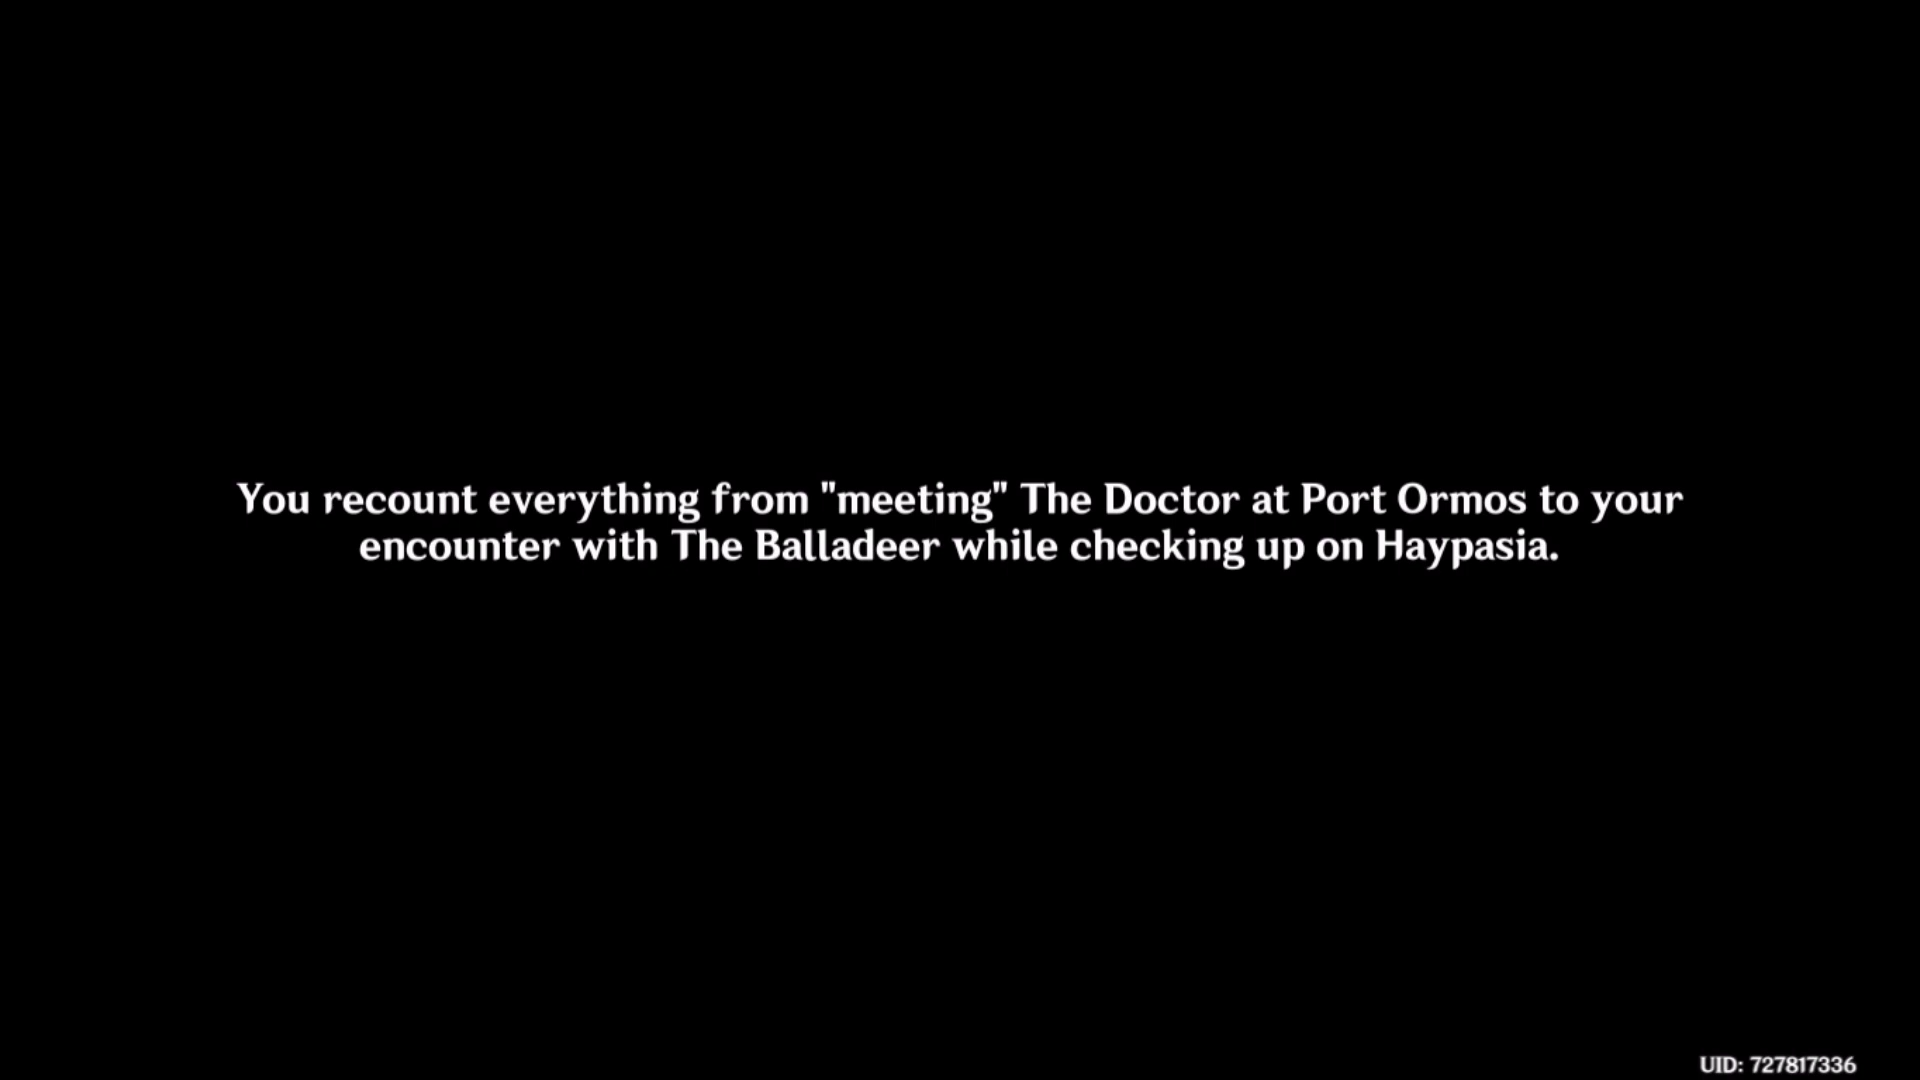 You recount everything from "meeting" The Doctor at Port Ormos to your
encounter with The Balladeer while checking up on Haypasia.
UID: 727817336